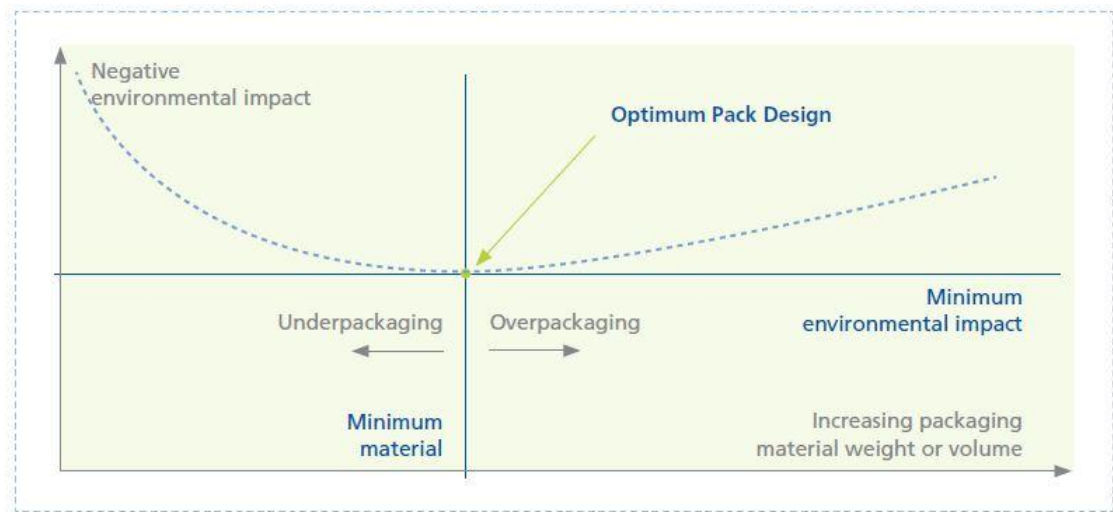 Negative
environmental impact
Optimum Pack Design
Minimum
environmental impact
Underpackaging
Overpackaging
Minimum
material
Increasing packaging
material weight or volume